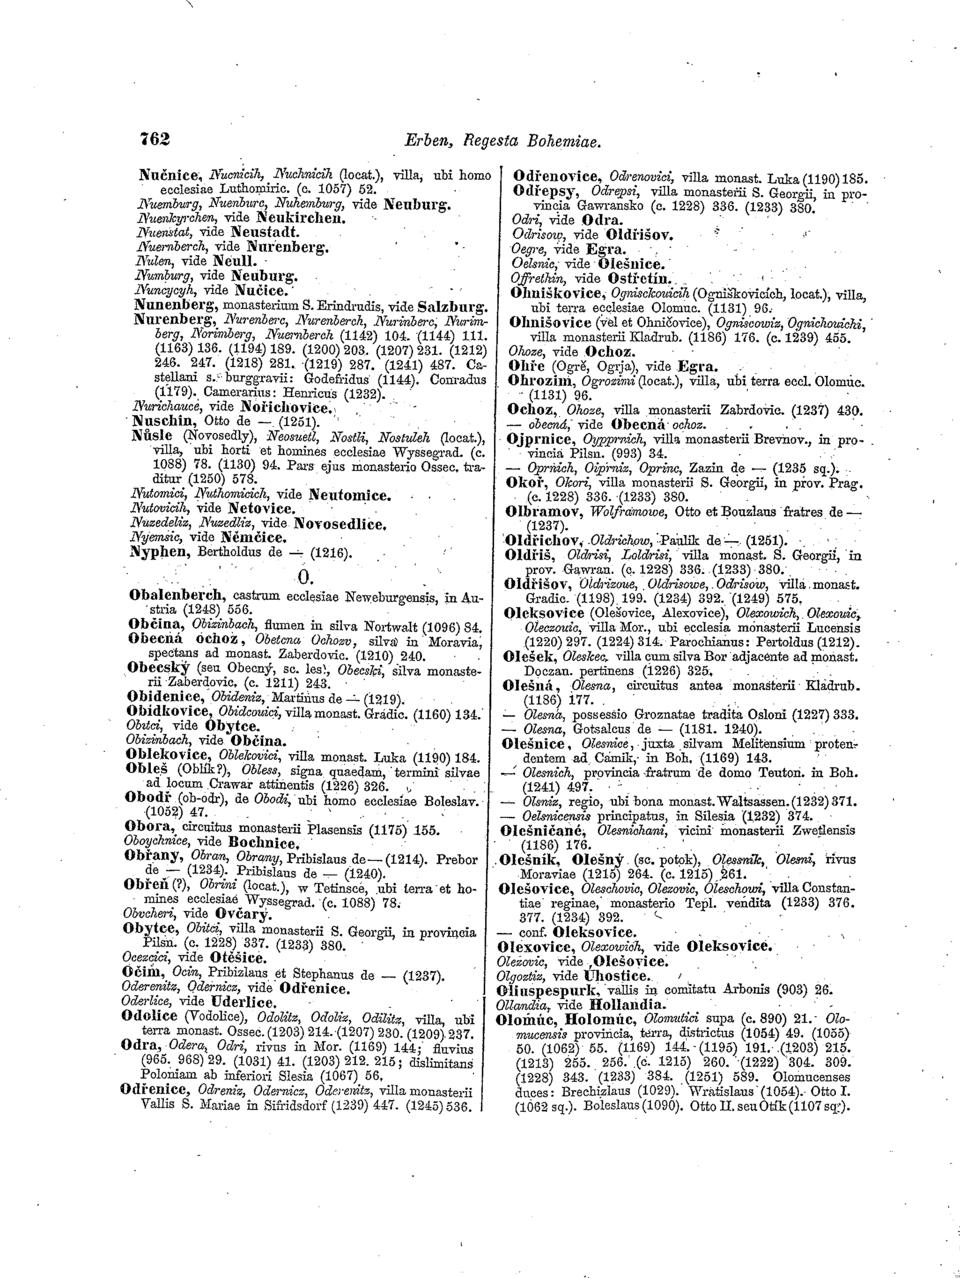 762
Erben, Regesta Bohemiae.
Nučnice, Nucnicih, Nuchnicih (locat.), villa, ubi homo
ecclesiae Luthomiric. (c. 1057) 52.
Nuemburg, Nuenburc, Nuhemburg, vide Neuburg.
Nuenkyrchen, vide Neukirchen.
Nuenstat, vide Neustadt.
Nuernberch, vide Nurenberg.
Nulen, vide Neull.
Numburg, vide Neuburg.
Nuncycyh, vide Nučice.
Nunenberg, monasterium S. Erindrudis, vide Salzburg.
Nurenberg, Nurenberc, Nurenberch, Nurinberc, Nurim-
berg, Norimberg, Nuernberch (1142) 104. (1144) 111.
(1163) 136. (1194) 189. (1200) 203. (1207) 231. (1212)
246. 247. (1218) 281. (1219) 287. (1241) 487. Ca-
stellani s. burggravii: Godefridus (1144). Conradus
(1179). Camerarius: Henricus (1232).
Nurichauce, vide Nořichovice.
Nuschin, Otto de — (1251).
Nůsle (Novosedly), Neosuetl, Nostli, Nostuleh (locat.),
villa, ubi horti et homines ecclesiae Wyssegrad. (c.
1088) 78. (1130) 94. Pars ejus monasterio Ossec. tra-
ditur (1250) 578.
Nutomici, Nuthomicich, vide Neutomice.
Nutovicih, vide Netovice.
Nuzedeliz, Nuzedliz, vide Novosedlice.
Nyemsic, vide Němčice.
Nyphen, Bertholdus de — (1216).
O.
Obalenberch, castrum ecclesiae Neweburgensis, in Au-
stria (1248) 556.
Občina, Obizinbach, flumen in silva Nortwalt (1096) 84.
Obecná ochoz, Obetcna Ochozv, silva in Moravia,
spectans ad monast. Zaberdovic. (1210) 240.
Obecský (seu Obecný, sc. les), Obecski, silva monaste-
rii Zaberdovic. (c. 1211) 243.
Obidenice, Obideniz, Martinus de — (1219).
Obidkovice, Obidcouici, villa monast. Gradic. (1160) 134.
Obitci, vide Obytce.
Obizinbach, vide Občina.
Oblekovice, Oblekovici, villa monast. Luka (1190) 184.
Obleš (Oblík?), Obless, signa quaedam, termini silvae
ad locum Crawar attinentis (1226) 326.
Obodř (ob-odr), de Obodi, ubi homo ecclesiae Boleslav.
(1052) 47.
Obora, circuitus monasterii Plasensis (1175) 155.
Oboychnice, vide Bochnice.
Obřany, Obran, Obrany, Pribislaus de — (1214). Prebor
de — (1234). Pribislaus de — (1240).
Obřeň (?), Obrini (locat.), w Tetinsce, ubi terra et ho-
mines ecclesiae Wyssegrad. (c. 1088) 78.
Obvcheri, vide Ovčary.
Obytce, Obitci, villa monasterii S. Georgii, in provincia
Pilsn. (c. 1228) 337. (1233) 380.
Ocezcici, vide Otěšice.
Očim, Ocin, Pribizlaus et Stephanus de — (1237).
Oderenitz, Odernicz, vide Odřenice.
Oderlice, vide Uderlice.
Odolice (Vodolice), Odolitz, Odoliz, Odilitz, villa, ubi
terra monast. Ossec. (1203) 214. (1207) 230. (1209) 237.
Odra, Odera, Odri, rivus in Mor. (1169) 144; fluvius
(965. 968) 29. (1031) 41. (1203) 212. 215; dislimitans
Poloniam ab inferiori Slesia (1067) 56.
Odřenice, Odreniz, Odernicz, Oderenitz, villa monasterii
Vallis S. Mariae in Sifridsdorf (1239) 447. (1245) 536.
Odřenovice, Odrenovici, villa monast. Luka (1190) 185.
Odřepsy, Odrepsi, villa monasterii S. Georgii, in pro-
vincia Gawransko (c. 1228) 336. (1233) 380.
Odri, vide Odra.
Odrisow, vide Oldřišov.
Oegre, vide Egra.
Oelsnic, vide Olešnice.
Offrethin, vide Ostřetín.
Ohniškovice, Ognisckouicih (Ogniškovicích, locat.), villa,
ubi terra ecclesiae Olomuc. (1131) 96.
Ohnišovice (vel et Ohničovice), Ogniscowiz, Ognichouichi,
villa monasterii Kladrub. (1186) 176. (c. 1239) 455.
Ohoze, vide Ochoz.
Ohře (Ogrě, Ogrja), vide Egra.
Ohrozim, Ogrozimi (locat.), villa, ubi terra eccl. Olomuc.
(1131) 96.
Ochoz, Ohoze, villa monasterii Zabrdovic. (1237) 430.
— obecná, vide Obecná ochoz.
Ojprnice, Oypprnich, villa monasterii Brevnov., in pro-
vincia Pilsn. (993) 34.
— Oprnich, Oiprniz, Oprinc, Zazin de — (1235 sq.).
Okoř, Okori, villa monasterii S. Georgii, in prov. Prag.
(c. 1228) 336. (1233) 380.
Olbramov, Wolframowe, Otto et Bouzlaus fratres de —
(1237).
Oldřichov, Oldrichow, Paulik de — (1251).
Oldřiš, Oldrisi, Loldrisi, villa monast. S. Georgii, in
prov. Gawran. (c. 1228) 336. (1233) 380.
Oldřišov, Oldrizoue, Oldrisowe, Odrisow, villa monast.
Gradic. (1198) 199. (1234) 392. (1249) 575.
Oleksovice (Olešovice, Alexovice), Olexowich, Olexouic,
Oleczouic, villa Mor., ubi ecclesia monasterii Lucensis
(1220) 297. (1224) 314. Parochianus: Pertoldus (1212).
Olešek, Oleskec, villa cum silva Bor adjacente ad monast.
Doczan. pertinens (1226) 325.
Olešná, Olesna, circuitus antea monasterii Kladrub.
(1186) 177.
— Olesna, possessio Groznatae tradita Osloni (1227) 333.
— Olesna, Gotsalcus de — (1181. 1240).
Olešnice, Olesnice, juxta silvam Melitensium proten-
dentem ad Camik, in Boh. (1169) 143.
— Olesnich, provincia fratrum de domo Teuton. in Boh.
(1241) 497.
— Olsniz, regio, ubi bona monast. Waltsassen. (1232) 371.
— Oelsnicensis principatus, in Silesia (1232) 374.
Olešničané, Olesnichani, vicini monasterii Zwetlensis
(1186) 176.
Olešník, Olešný (sc. potok), Olessnik, Olesni, rivus
Moraviae (1215) 264. (c. 1215) 261.
Olešovice, Oleschovic, Olezovic, Oleschowi, villa Constan-
tiae reginae, monasterio Tepl. vendita (1233) 376.
377. (1234) 392.
— conf. Oleksovice.
Olexovice, Olexowich, vide Oleksovice.
Olezovic, vide Olešovice.
Olgoztiz, vide Uhostice.
Oliuspespurk, vallis in comitatu Arbonis (903) 26.
Ollandia, vide Hollandia.
Olomúc, Holomúc, Olomutici supa (c. 890) 21. Olo-
mucensis provincia, terra, districtus (1054) 49. (1055)
50. (1062) 55. (1169) 144. (1195) 191. (1203) 215.
(1213) 255. 256. (c. 1215) 260. (1222) 304. 309.
(1228) 343. (1233) 384. (1251) 589. Olomucenses
duces: Brechizlaus (1029). Wratislaus (1054). Otto I.
(1062 sq.). Boleslaus (1090). Otto II. seu Otík (1107 sq.).